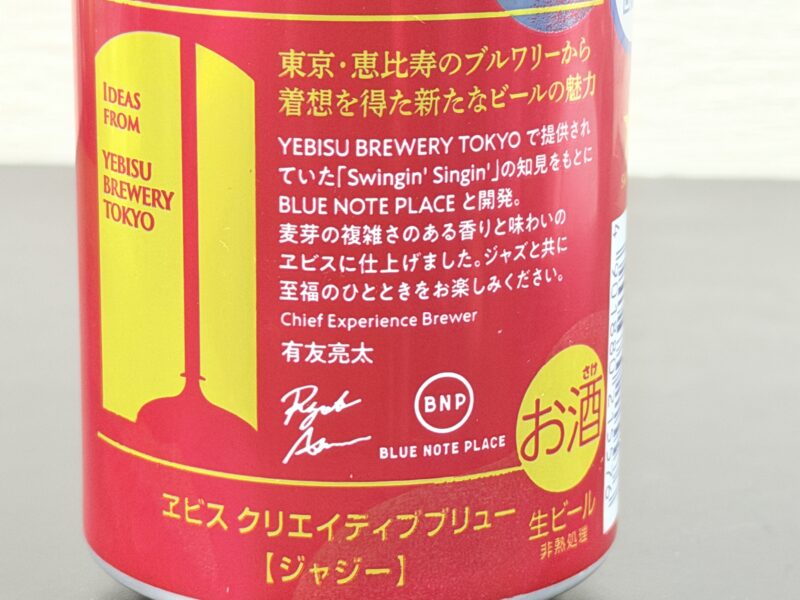 IDEAS
FROM
YEBISU
BREWERY
TOKYO
東京・恵比寿のブルワリーから
着想を得た新たなビールの魅力
YEBISU BREWERY TOKYO で提供され
ていた「Swingin' Singin'」の知見をもとに
BLUE NOTE PLACE と開発。
麦芽の複雑さのある香りと味わいの
ヱビスに仕上げました。ジャズと共に
至福のひとときをお楽しみください。
Chief Experience Brewer
有友亮太
BNP
BLUE NOTE PLACE
さけ
お酒
ヱビス クリエイティブブリュー
【ジャジー】
生ビール
非熱処理